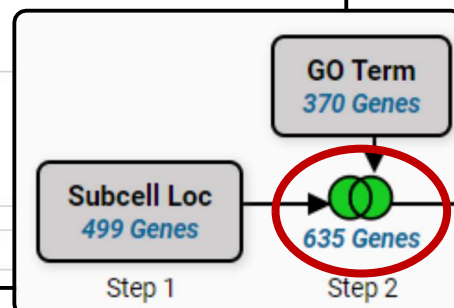 GO Term
370 Genes
Subcell Loc
499 Genes
635 Genes
Step 1
Step 2